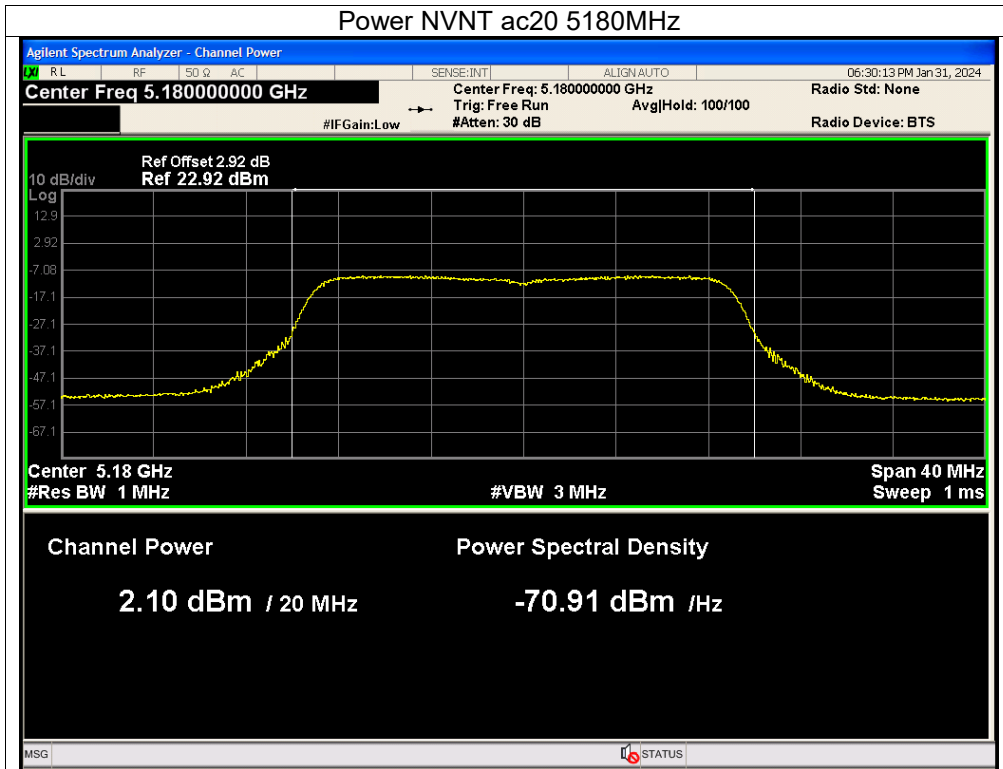 Power NVNT ac20 5180MHz
Agilent Spectrum Analyzer - Channel Power
LXI RL RF 50 Ω AC SENSE:INT ALIGN AUTO 06:30:13 PM Jan 31, 2024
Center Freq 5.180000000 GHz Center Freq: 5.180000000 GHz Radio Std: None
Trig: Free Run Avg|Hold: 100/100
#IFGain:Low #Atten: 30 dB Radio Device: BTS
Ref Offset 2.92 dB
10 dB/div Ref 22.92 dBm
Log
12.9
2.92
-7.08
-17.1
-27.1
-37.1
-47.1
-57.1
-67.1
Center 5.18 GHz Span 40 MHz
#Res BW 1 MHz #VBW 3 MHz Sweep 1 ms
Channel Power Power Spectral Density
2.10 dBm / 20 MHz -70.91 dBm /Hz
MSG STATUS